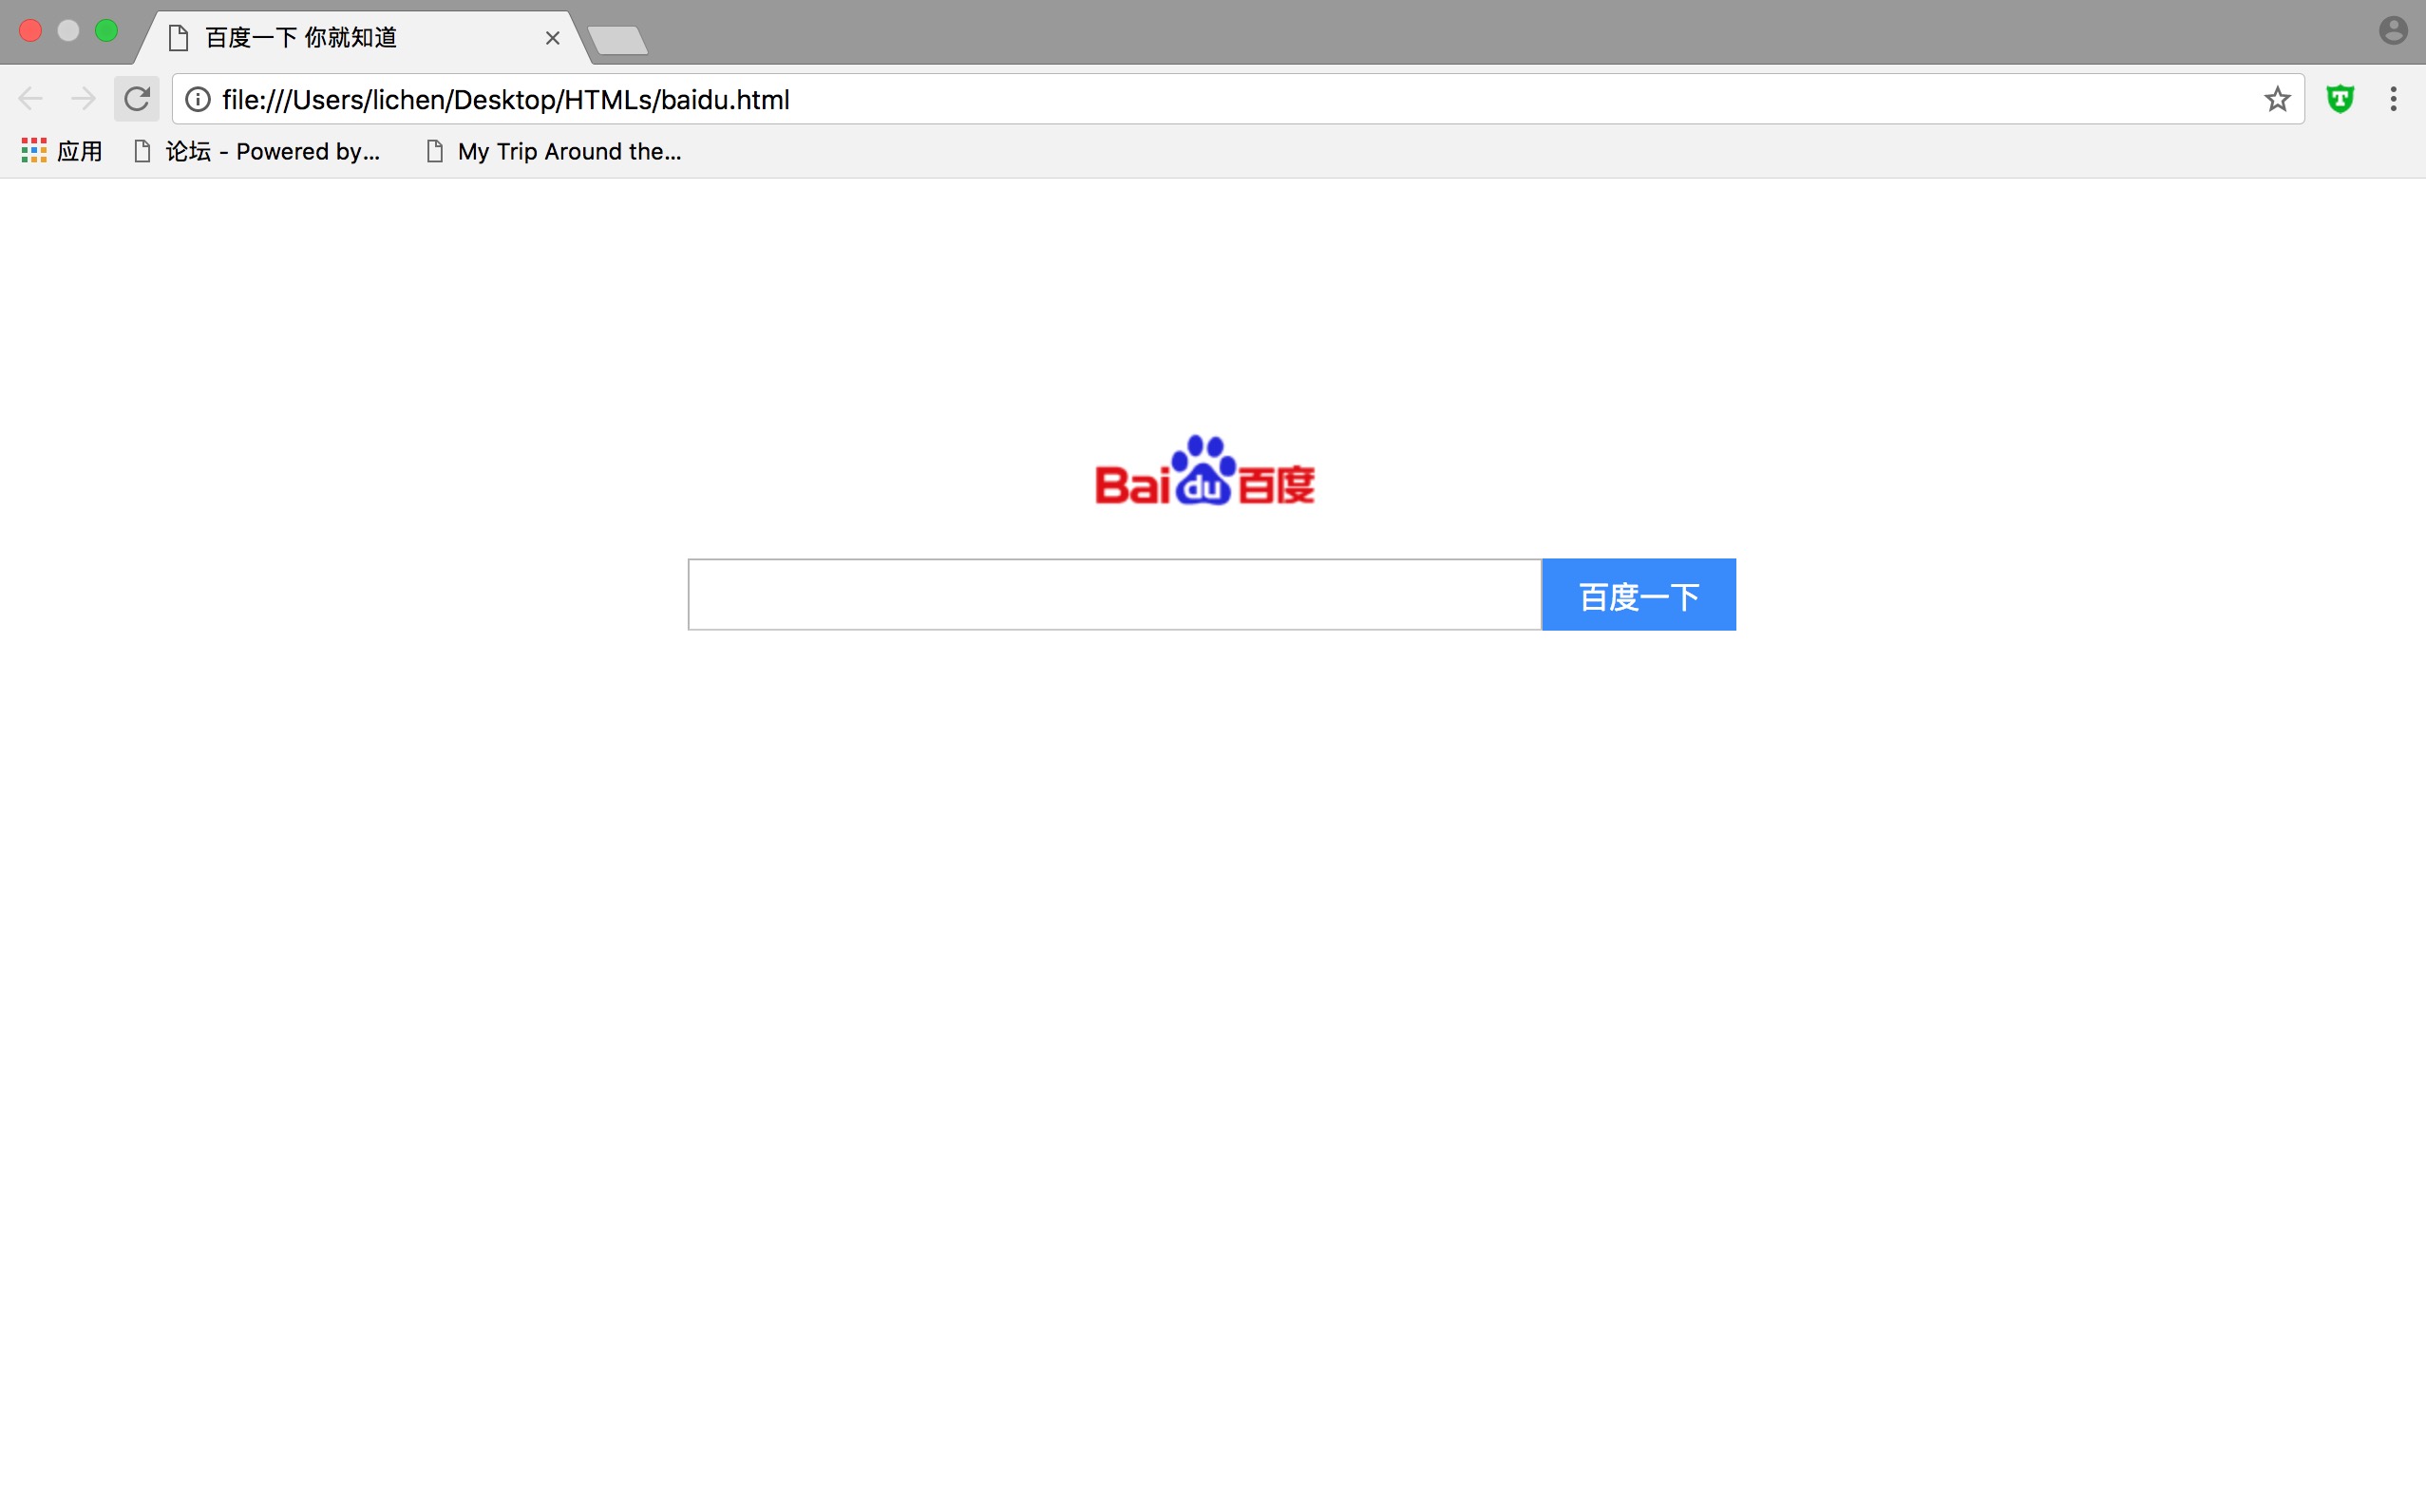 百度一下 你就知道
file:///Users/lichen/Desktop/HTMLs/baidu.html
应用 论坛 - Powered by... My Trip Around the...
Bai du 百度
百度一下